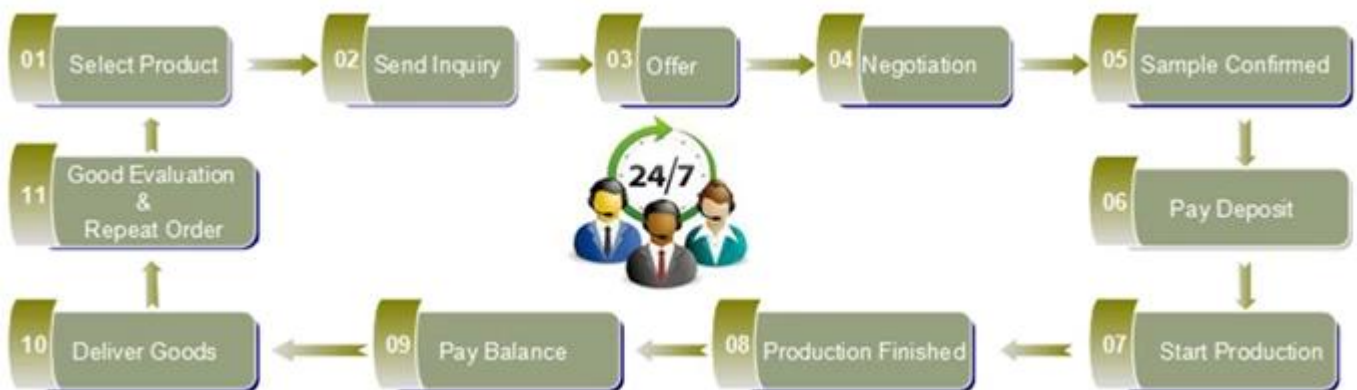 01 Select Product
02 Send Inquiry
03 Offer
04 Negotiation
05 Sample Confirmed
24/7
06 Pay Deposit
07 Start Production
08 Production Finished
09 Pay Balance
10 Deliver Goods
11 Good Evaluation
&
Repeat Order